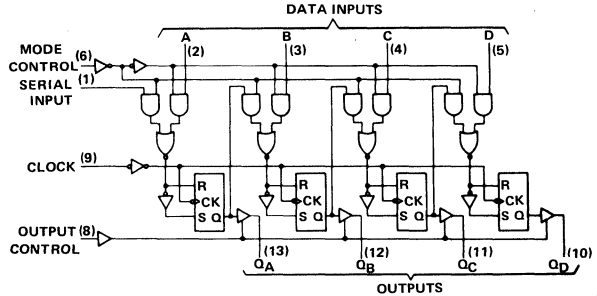 DATA INPUTS
A B C D
(2) (3) (4) (5)
MODE (6)
CONTROL
SERIAL (1)
INPUT
CLOCK (9)
R R R R
CK CK CK CK
S Q S Q S Q S Q
OUTPUT (8)
CONTROL
(13) (12) (11) (10)
QA QB QC QD
OUTPUTS